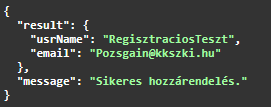 {
  "result": {
    "usrName": "RegisztraciosTeszt",
    "email": "Pozsgain@kkszki.hu"
  },
  "message": "Sikeres hozzárendelés."
}